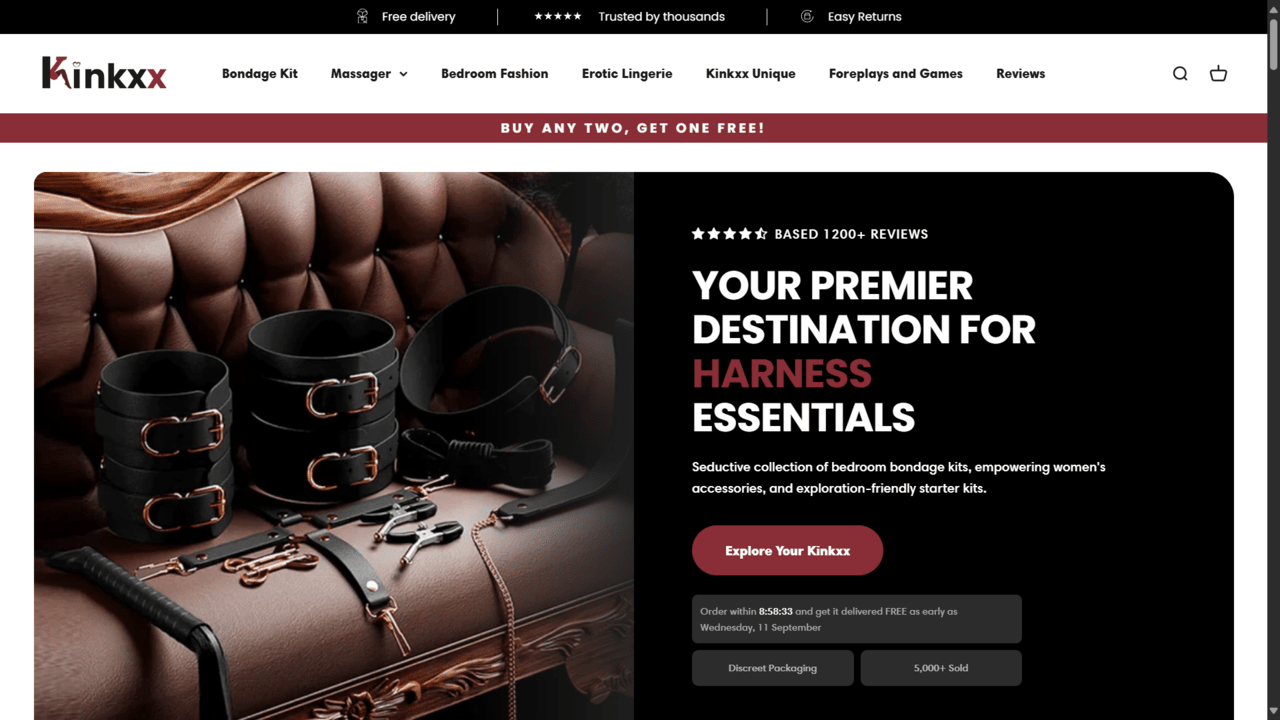 Free delivery
★★★★★ Trusted by thousands
Easy Returns
Kinkxx
Bondage Kit
Massager
Bedroom Fashion
Erotic Lingerie
Kinkxx Unique
Foreplays and Games
Reviews
BUY ANY TWO, GET ONE FREE!
BASED 1200+ REVIEWS
YOUR PREMIER
DESTINATION FOR
HARNESS
ESSENTIALS
Seductive collection of bedroom bondage kits, empowering women's
accessories, and exploration-friendly starter kits.
Explore Your Kinkxx
Order within 8:58:33 and get it delivered FREE as early as
Wednesday, 11 September
Discreet Packaging
5,000+ Sold